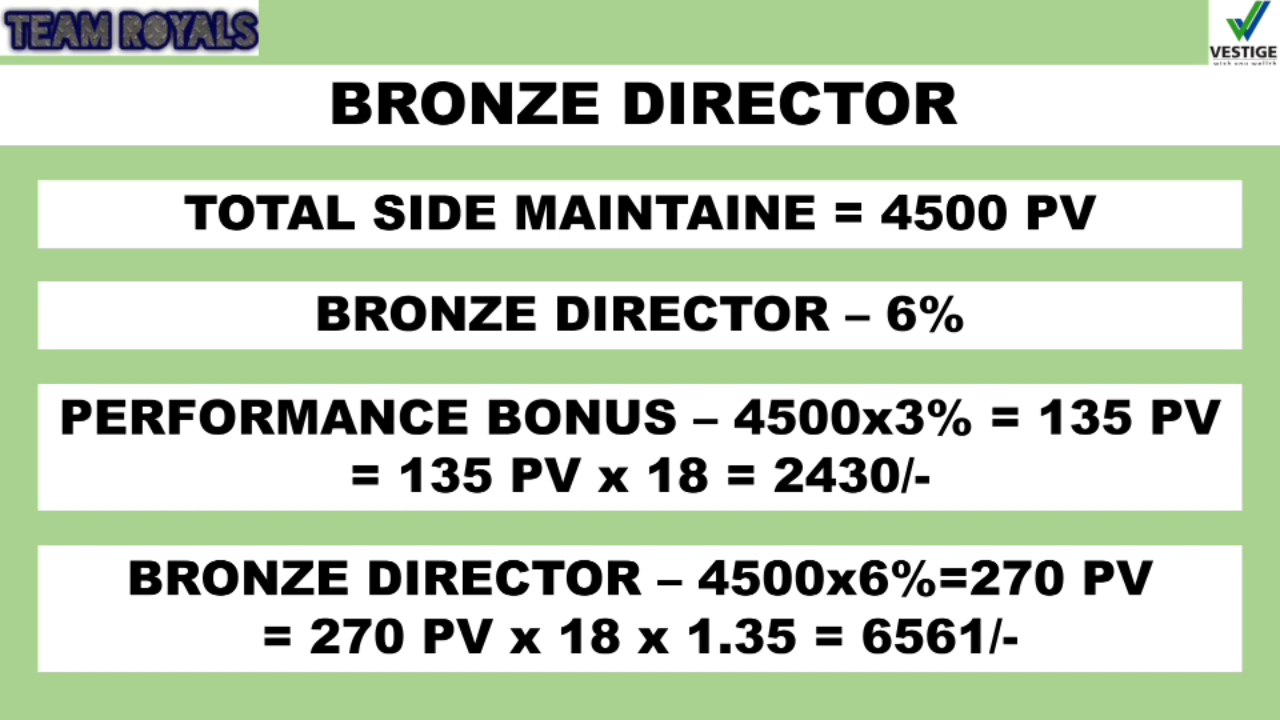 TEAM ROYALS
VESTIGE
BRONZE DIRECTOR
TOTAL SIDE MAINTAINE = 4500 PV
BRONZE DIRECTOR – 6%
PERFORMANCE BONUS – 4500x3% = 135 PV
= 135 PV x 18 = 2430/-
BRONZE DIRECTOR – 4500x6%=270 PV
= 270 PV x 18 x 1.35 = 6561/-